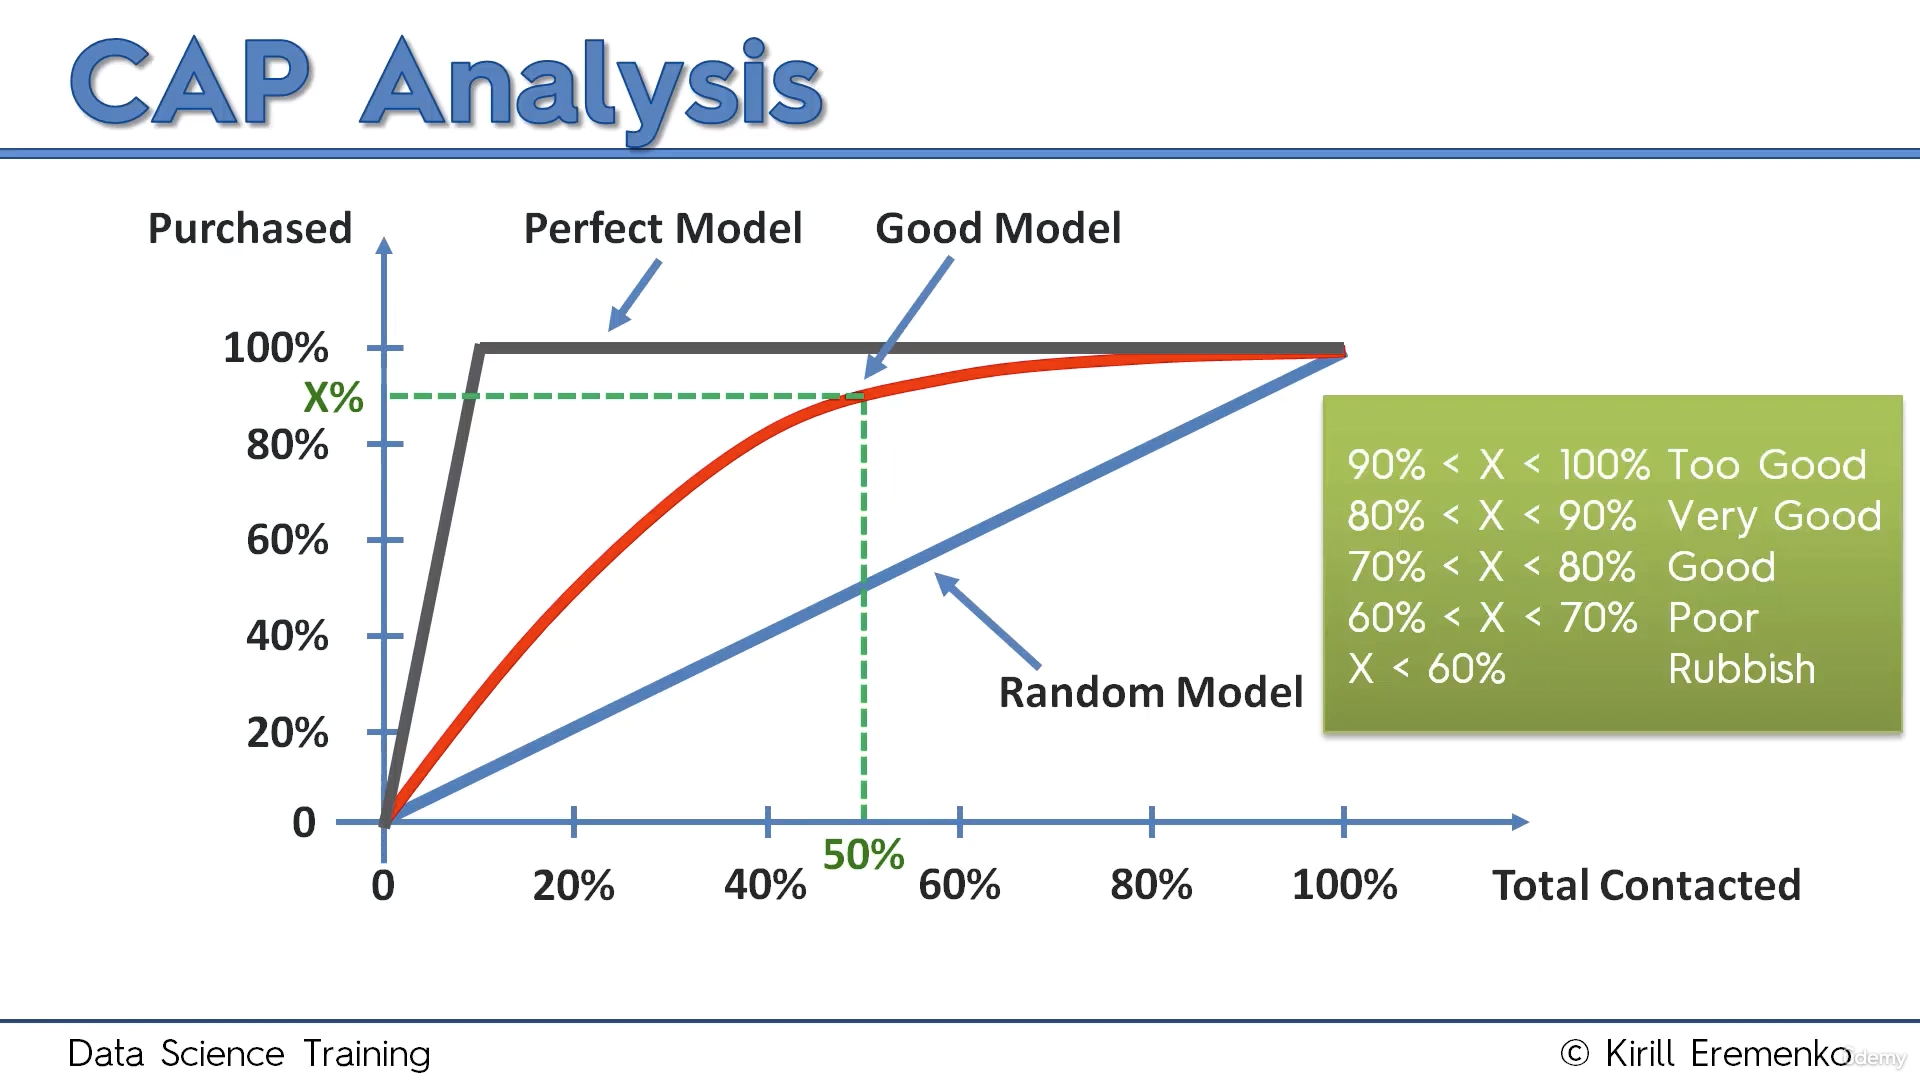 CAP Analysis
Purchased
Perfect Model
Good Model
100%
X%
80%
60%
40%
20%
0
Random Model
90% < X < 100% Too Good
80% < X < 90% Very Good
70% < X < 80% Good
60% < X < 70% Poor
X < 60% Rubbish
50%
0
20%
40%
60%
80%
100%
Total Contacted
Data Science Training
© Kirill Eremenko
Udemy